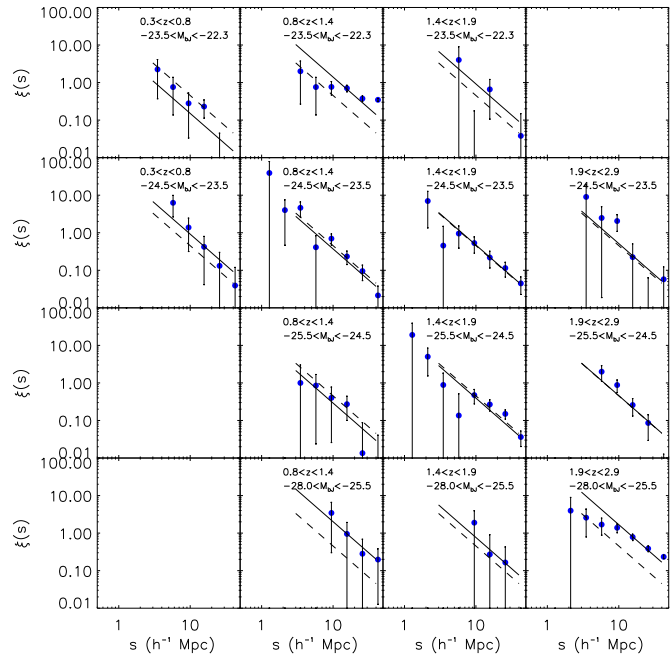 0.3<z<0.8
-23.5<M_bJ<-22.3
0.8<z<1.4
-23.5<M_bJ<-22.3
1.4<z<1.9
-23.5<M_bJ<-22.3
100.00
10.00
1.00
0.10
0.01
ξ(s)
0.3<z<0.8
-24.5<M_bJ<-23.5
0.8<z<1.4
-24.5<M_bJ<-23.5
1.4<z<1.9
-24.5<M_bJ<-23.5
1.9<z<2.9
-24.5<M_bJ<-23.5
100.00
10.00
1.00
0.10
0.01
ξ(s)
0.8<z<1.4
-25.5<M_bJ<-24.5
1.4<z<1.9
-25.5<M_bJ<-24.5
1.9<z<2.9
-25.5<M_bJ<-24.5
100.00
10.00
1.00
0.10
0.01
ξ(s)
0.8<z<1.4
-28.0<M_bJ<-25.5
1.4<z<1.9
-28.0<M_bJ<-25.5
1.9<z<2.9
-28.0<M_bJ<-25.5
100.00
10.00
1.00
0.10
0.01
ξ(s)
1 10 1 10 1 10 1 10
s (h⁻¹ Mpc) s (h⁻¹ Mpc) s (h⁻¹ Mpc) s (h⁻¹ Mpc)